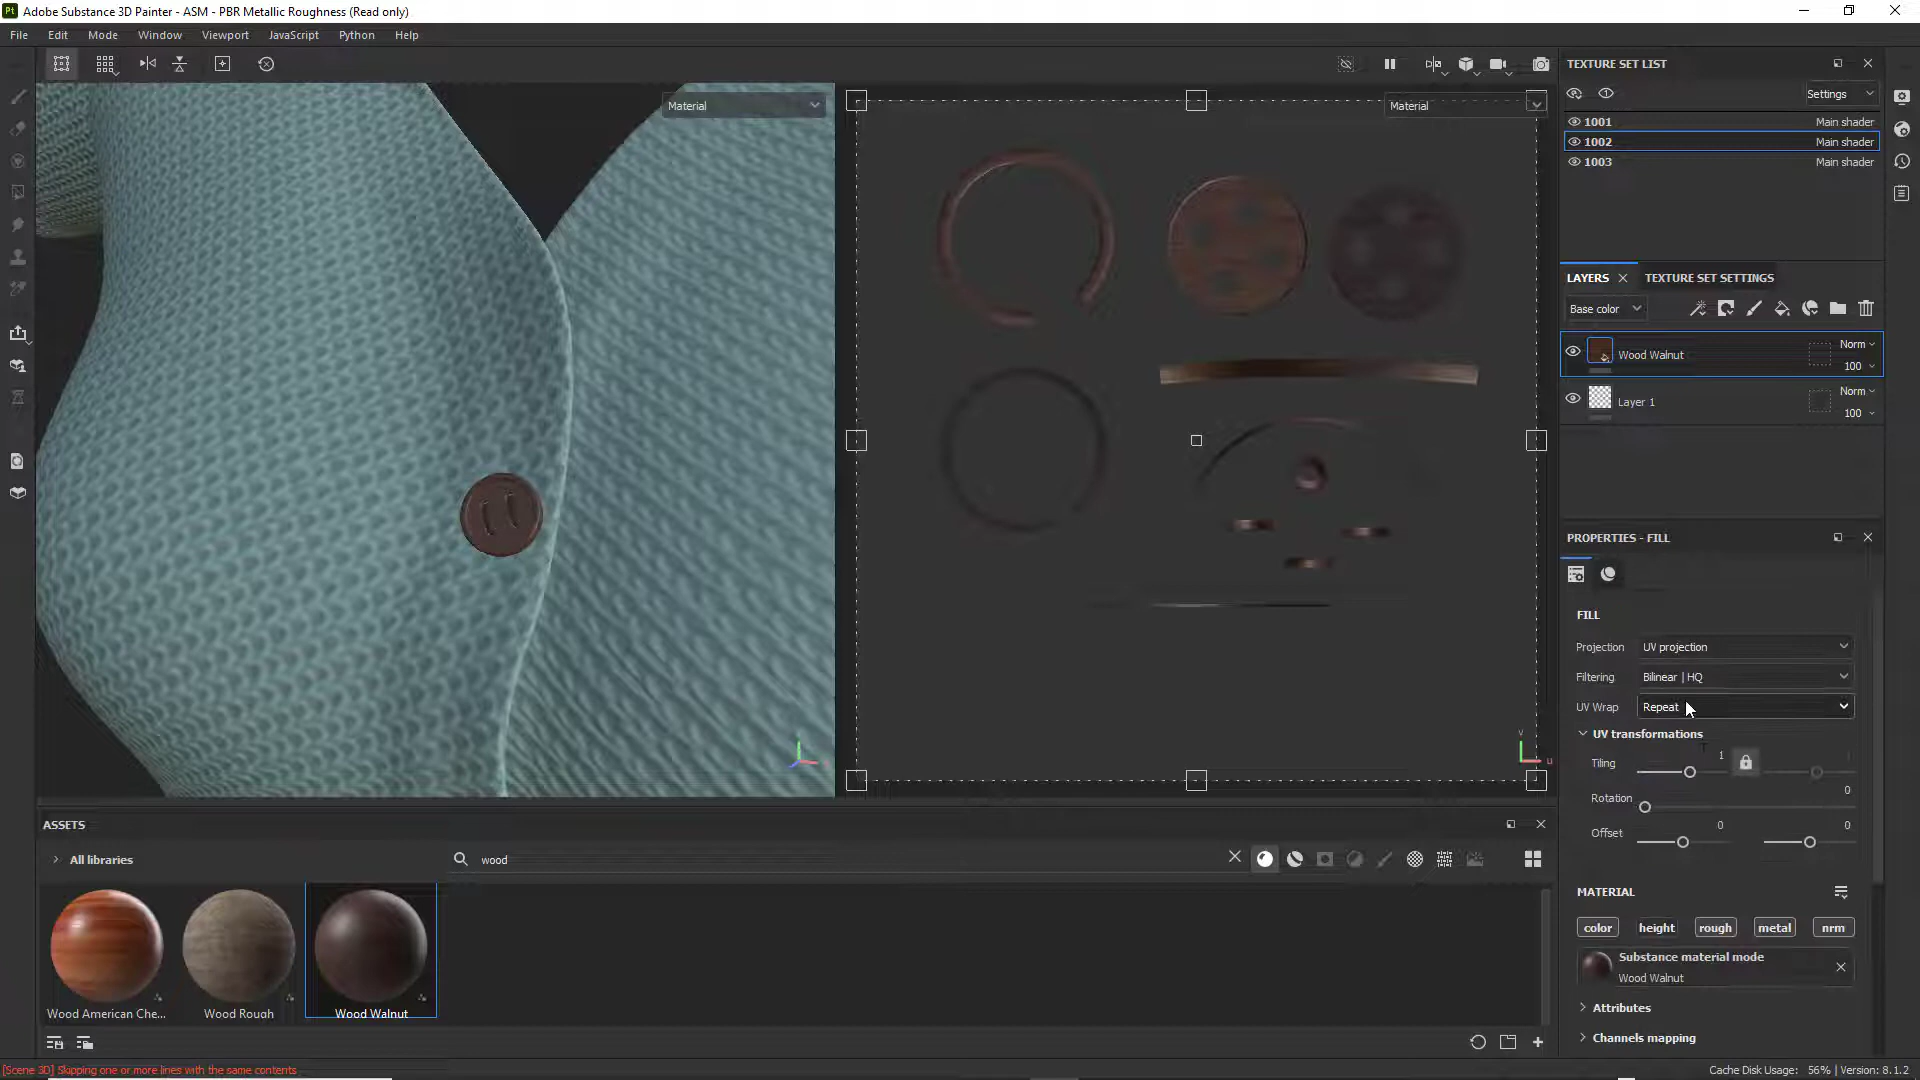 Pt Adobe Substance 3D Painter - ASM - PBR Metallic Roughness (Read only)
File Edit Mode Window Viewport JavaScript Python Help
TEXTURE SET LIST
Settings
1001 Main shader
1002 Main shader
1003 Main shader
Material
Material
LAYERS TEXTURE SET SETTINGS
Base color
Norm
Wood Walnut
100
Norm
Layer 1
100
PROPERTIES - FILL
FILL
Projection UV projection
Filtering Bilinear | HQ
UV Wrap Repeat
UV transformations
Tiling 1
Rotation 0
Offset 0 0
MATERIAL
color height rough metal nrm
Substance material mode
Wood Walnut
Attributes
Channels mapping
V
U
ASSETS
All libraries
wood
Wood American Che... Wood Rough Wood Walnut
[Scene 3D] Skipping one or more lines with the same contents
Cache Disk Usage: 56% | Version: 8.1.2